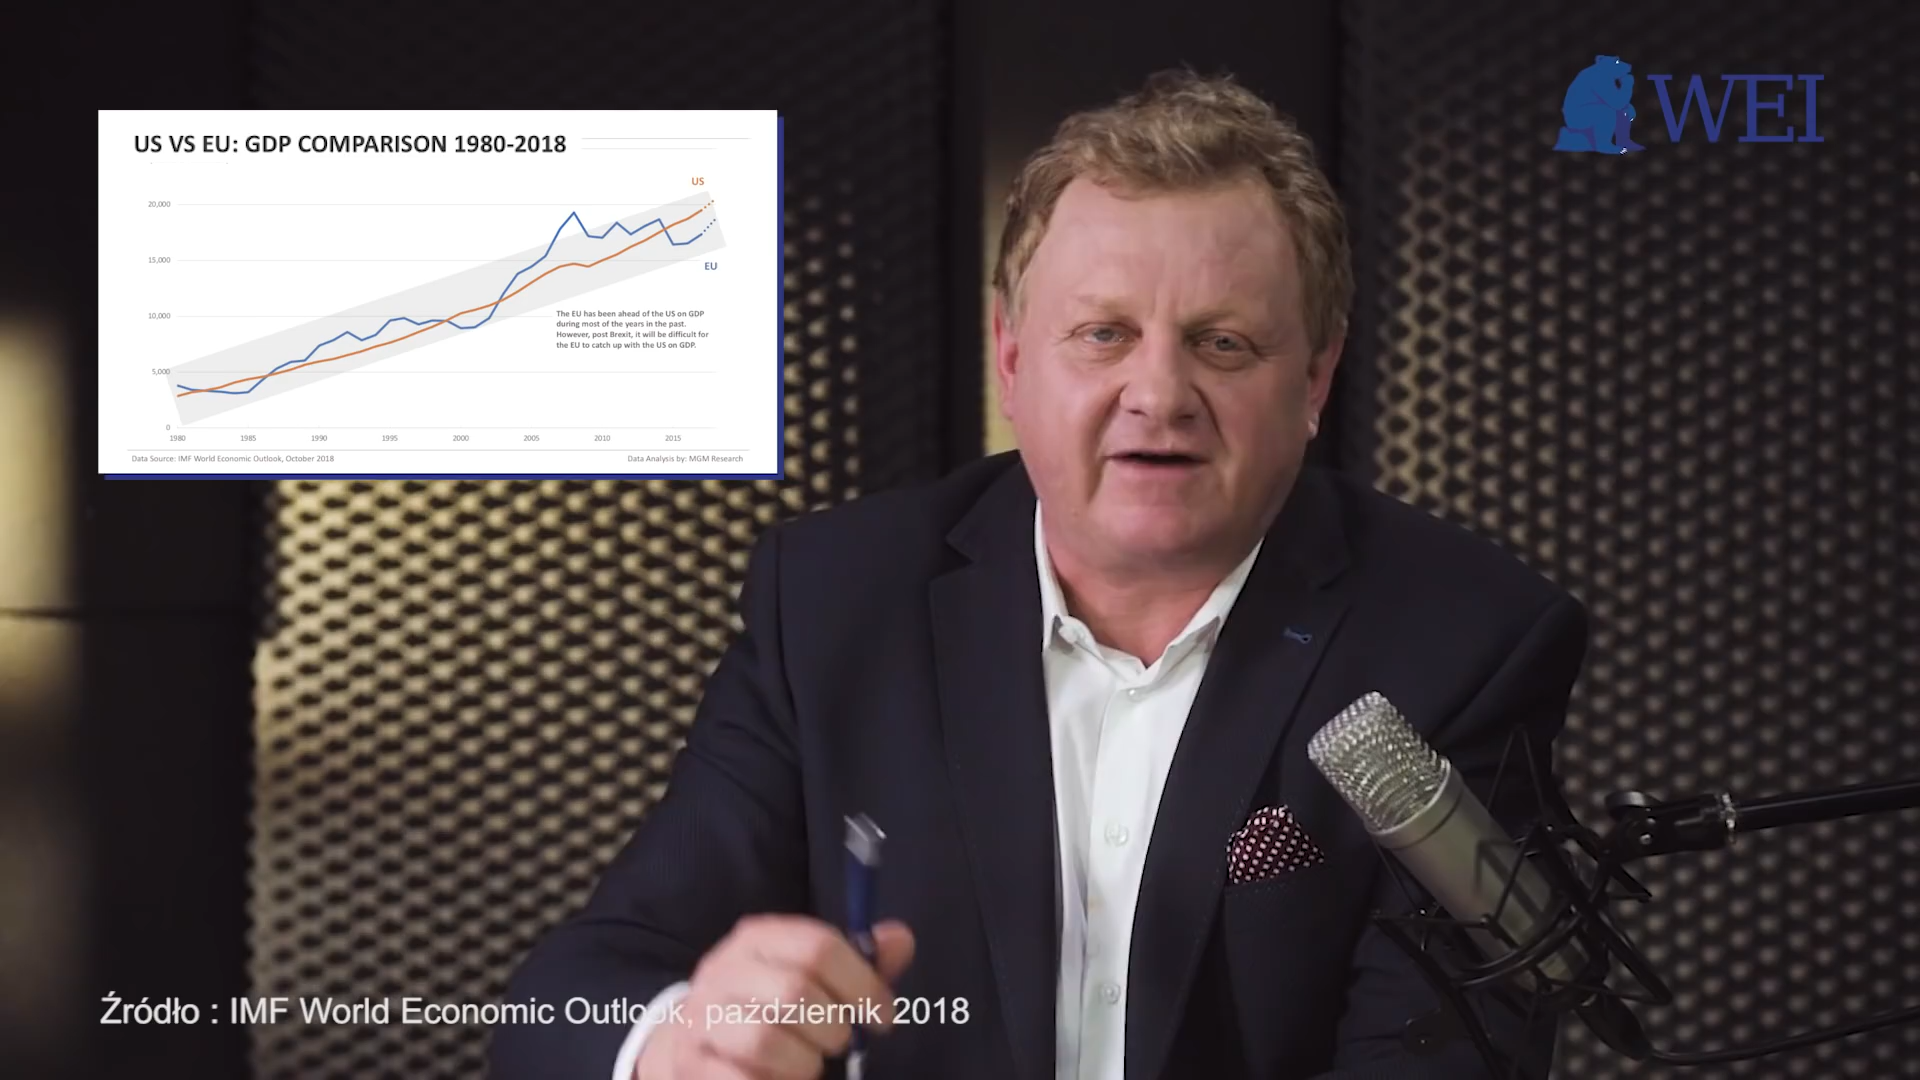 WEI
US VS EU: GDP COMPARISON 1980-2018
US
20,000
15,000
EU
10,000
The EU has been ahead of the US on GDP
during most of the years in the past.
However, post Brexit, it will be difficult for
the EU to catch up with the US on GDP.
5,000
0
1980 1985 1990 1995 2000 2005 2010 2015
Data Source: IMF World Economic Outlook, October 2018 Data Analysis by: MGM Research
Źródło : IMF World Economic Outlook, październik 2018